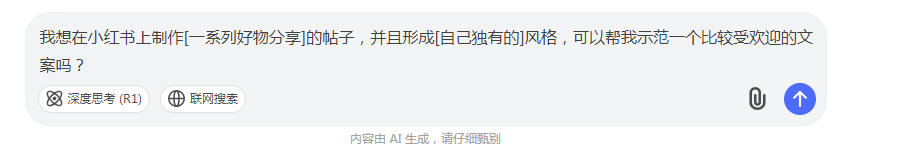 我想在小红书上制作[一系列好物分享]的帖子，并且形成[自己独有的]风格，可以帮我示范一个比较受欢迎的文
案吗？
深度思考 (R1) 联网搜索
内容由 AI 生成，请仔细甄别